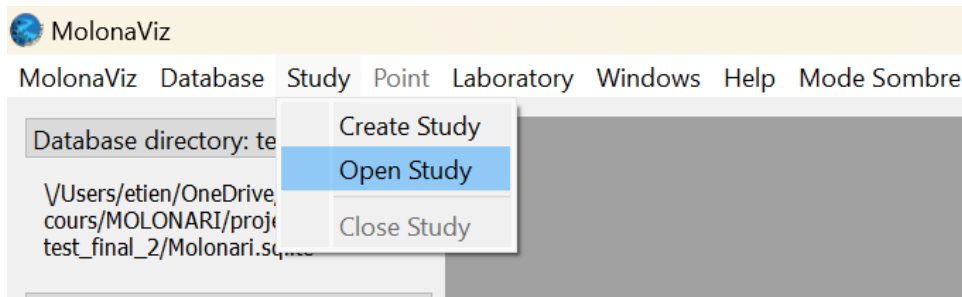 MolonaViz
MolonaViz Database Study Point Laboratory Windows Help Mode Sombre
Create Study
Open Study
Close Study
Database directory: te
\/Users/etien/OneDrive/
cours/MOLONARI/proje
test_final_2/Molonari.sqlite